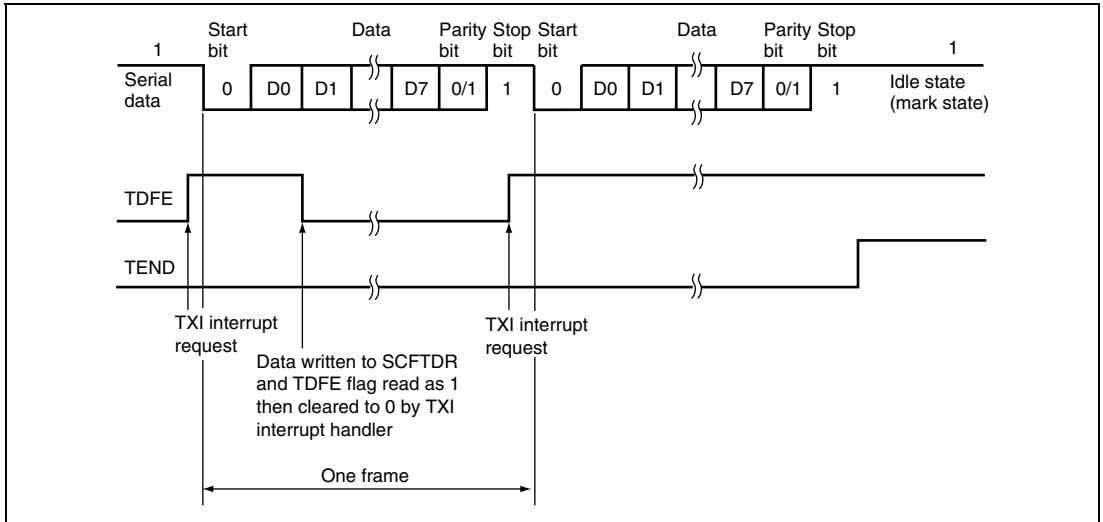 Start bit
Data
Parity bit
Stop bit
Start bit
Data
Parity bit
Stop bit
1
1
Serial data
0
D0
D1
D7
0/1
1
0
D0
D1
D7
0/1
1
Idle state
(mark state)
TDFE
TEND
TXI interrupt
request
TXI interrupt
request
Data written to SCFTDR
and TDFE flag read as 1
then cleared to 0 by TXI
interrupt handler
One frame